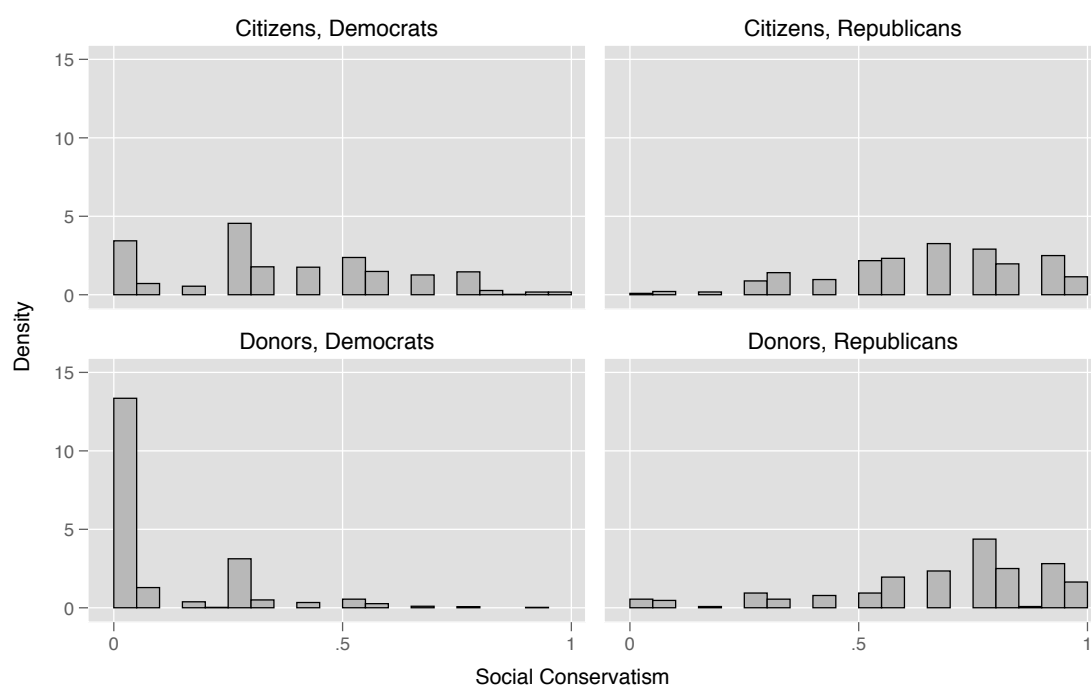 Citizens, Democrats
Citizens, Republicans
15
10
5
0
Density
Donors, Democrats
Donors, Republicans
15
10
5
0
0
.5
1
0
.5
1
Social Conservatism